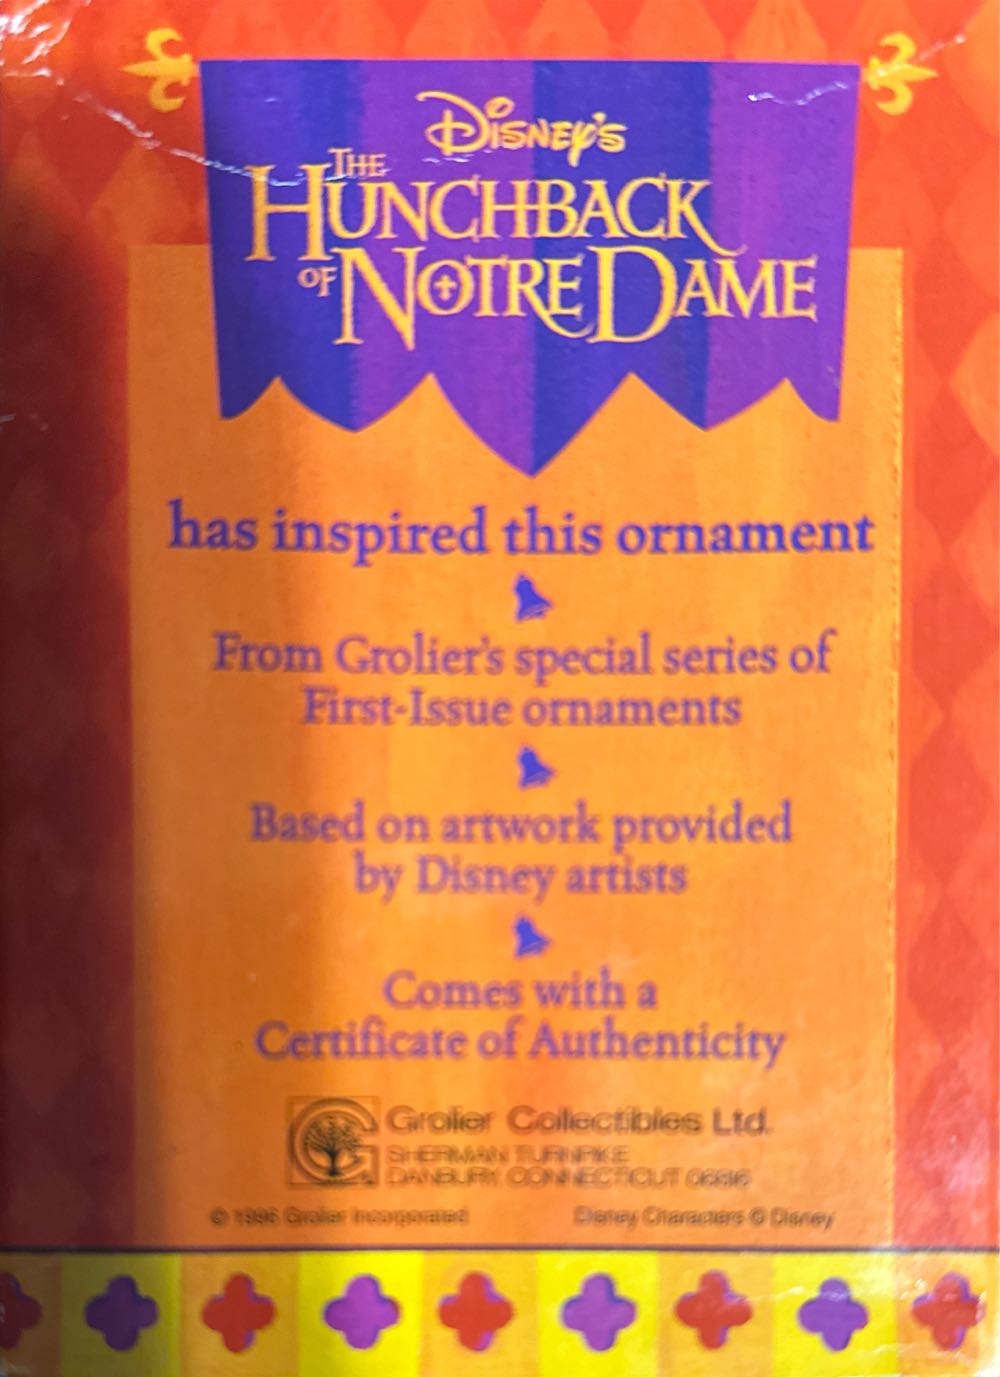 Disney's
The
Hunchback
of Notre Dame
has inspired this ornament
From Grolier's special series of
First-Issue ornaments
Based on artwork provided
by Disney artists
Comes with a
Certificate of Authenticity
Grolier Collectibles Ltd.
SHERMAN TURNPIKE
DANBURY, CONNECTICUT
© 1996 Grolier Incorporated
Disney Characters © Disney